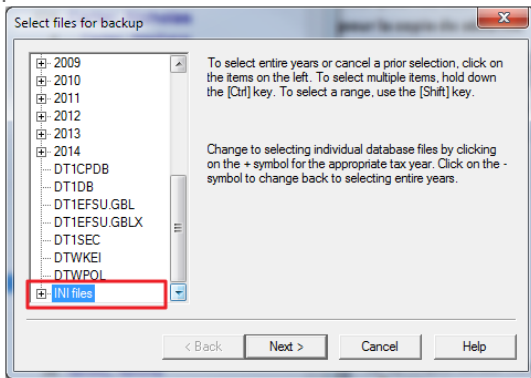 Select files for backup
2009
2010
2011
2012
2013
2014
DT1CPDB
DT1DB
DT1EFSU.GBL
DT1EFSU.GBLX
DT1SEC
DTWKEI
DTWPOL
INI files
To select entire years or cancel a prior selection, click on
the items on the left. To select multiple items, hold down
the [Ctrl] key. To select a range, use the [Shift] key.
Change to selecting individual database files by clicking
on the + symbol for the appropriate tax year. Click on the -
symbol to change back to selecting entire years.
< Back
Next >
Cancel
Help